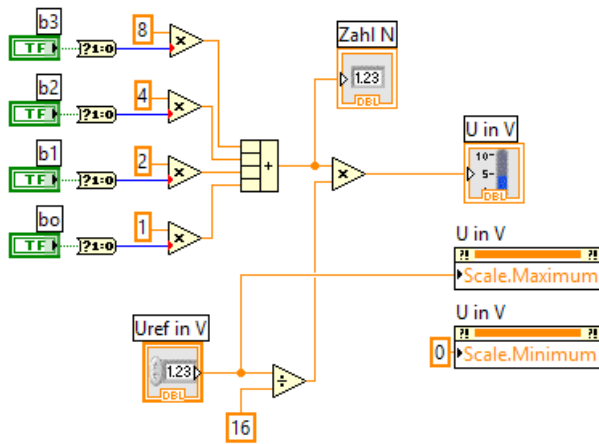 b3
TF
?1:0
8
×
b2
TF
?1:0
4
×
b1
TF
?1:0
2
×
bo
TF
?1:0
1
×
+
Zahl N
1.23
DBL
×
U in V
10-
5-
DBL
U in V
?! ?!
Scale.Maximum
U in V
?! ?!
0
Scale.Minimum
Uref in V
1.23
DBL
÷
16